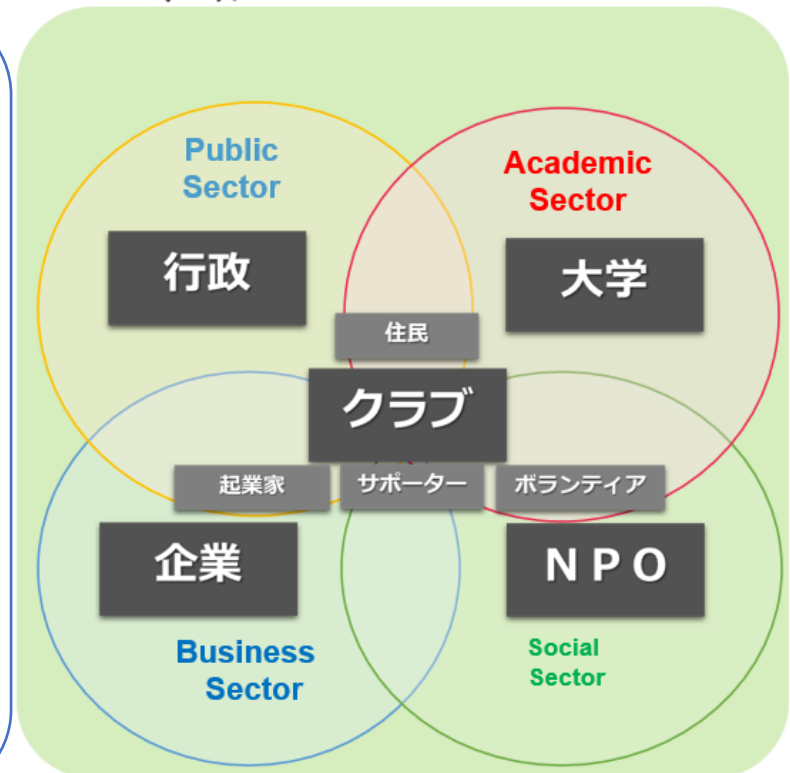 Public
Sector
Academic
Sector
行政
大学
住民
クラブ
起業家
サポーター
ボランティア
企業
ＮＰＯ
Business
Sector
Social
Sector